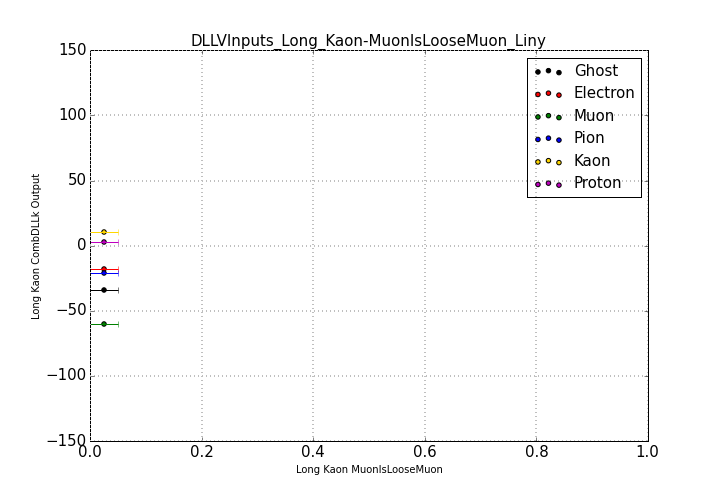 DLLVInputs_Long_Kaon-MuonIsLooseMuon_Liny
150
100
50
0
−50
−100
−150
Long Kaon CombDLLk Output
Ghost
Electron
Muon
Pion
Kaon
Proton
0.0 0.2 0.4 0.6 0.8 1.0
Long Kaon MuonIsLooseMuon